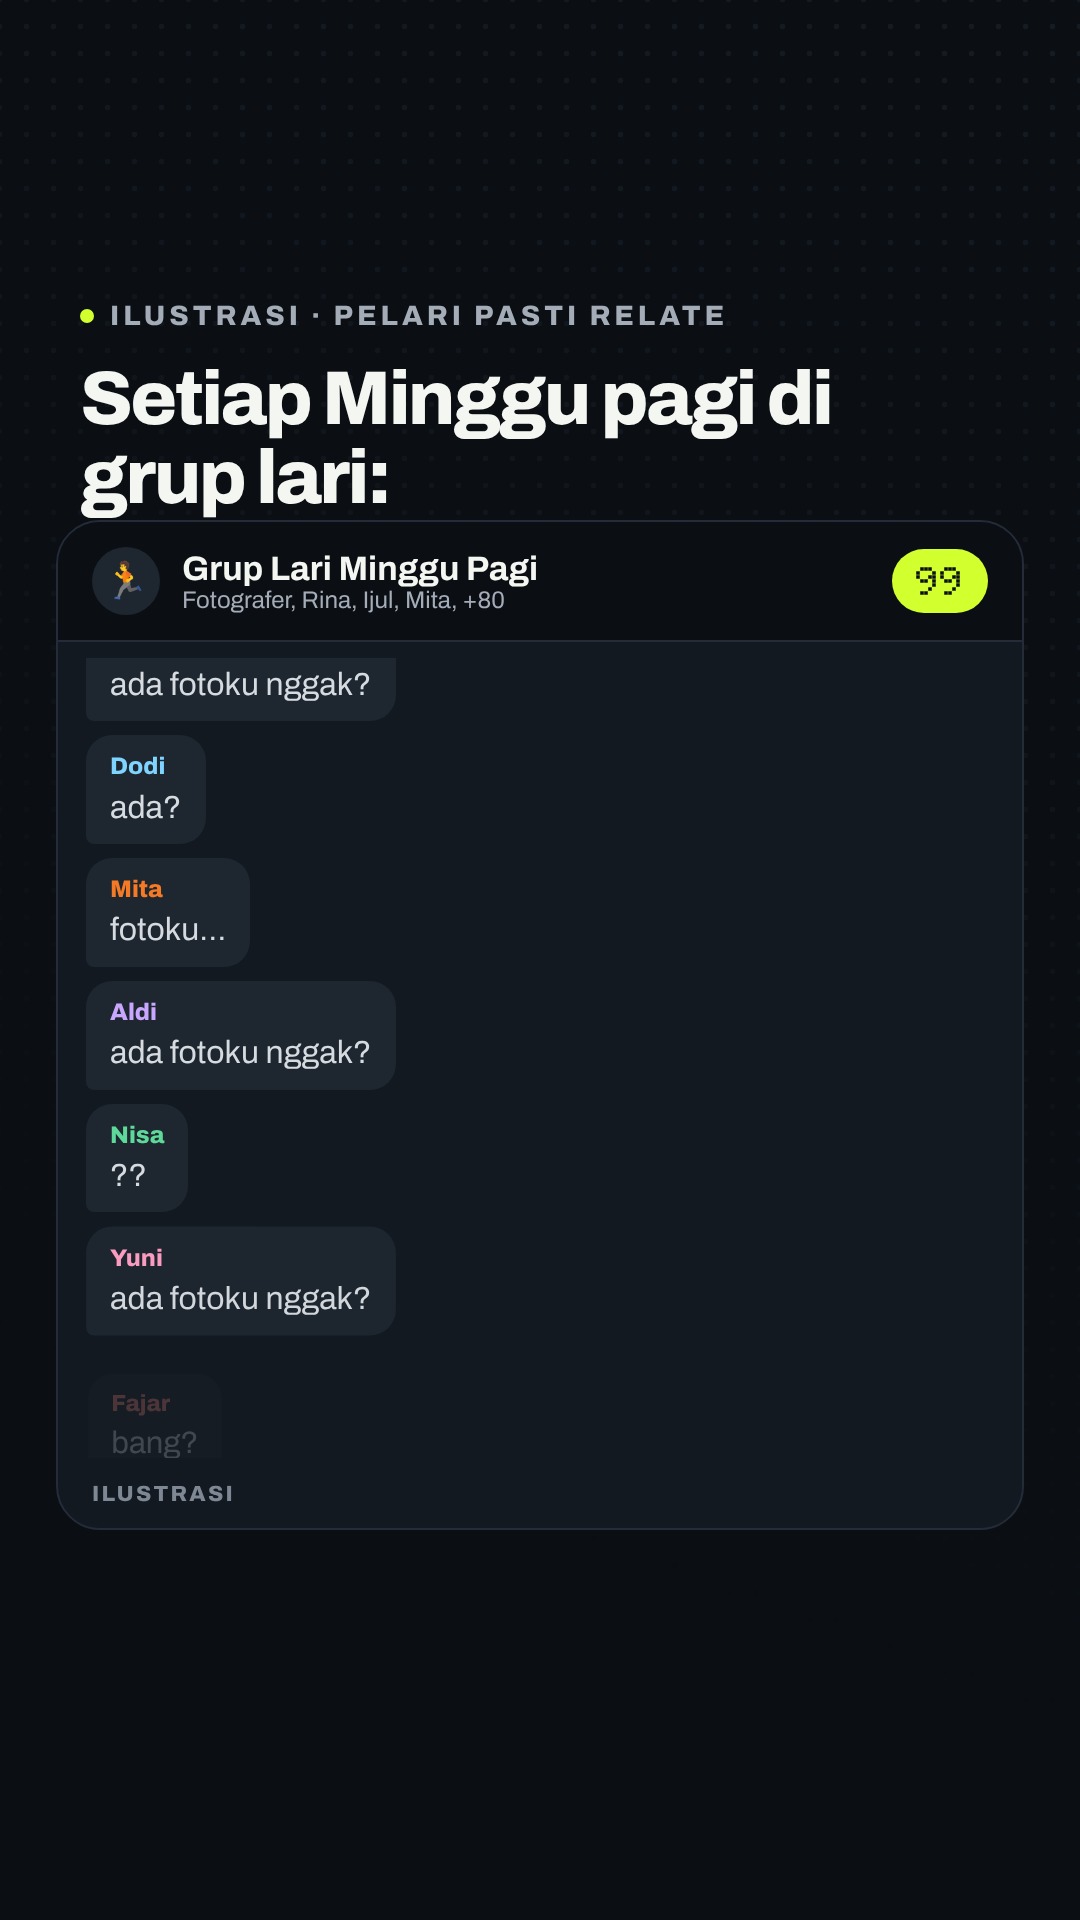 ILUSTRASI · PELARI PASTI RELATE
Setiap Minggu pagi di
grup lari:
Grup Lari Minggu Pagi
Fotografer, Rina, Ijul, Mita, +80
99
ada fotoku nggak?
Dodi
ada?
Mita
fotoku...
Aldi
ada fotoku nggak?
Nisa
??
Yuni
ada fotoku nggak?
Fajar
bang?
ILUSTRASI